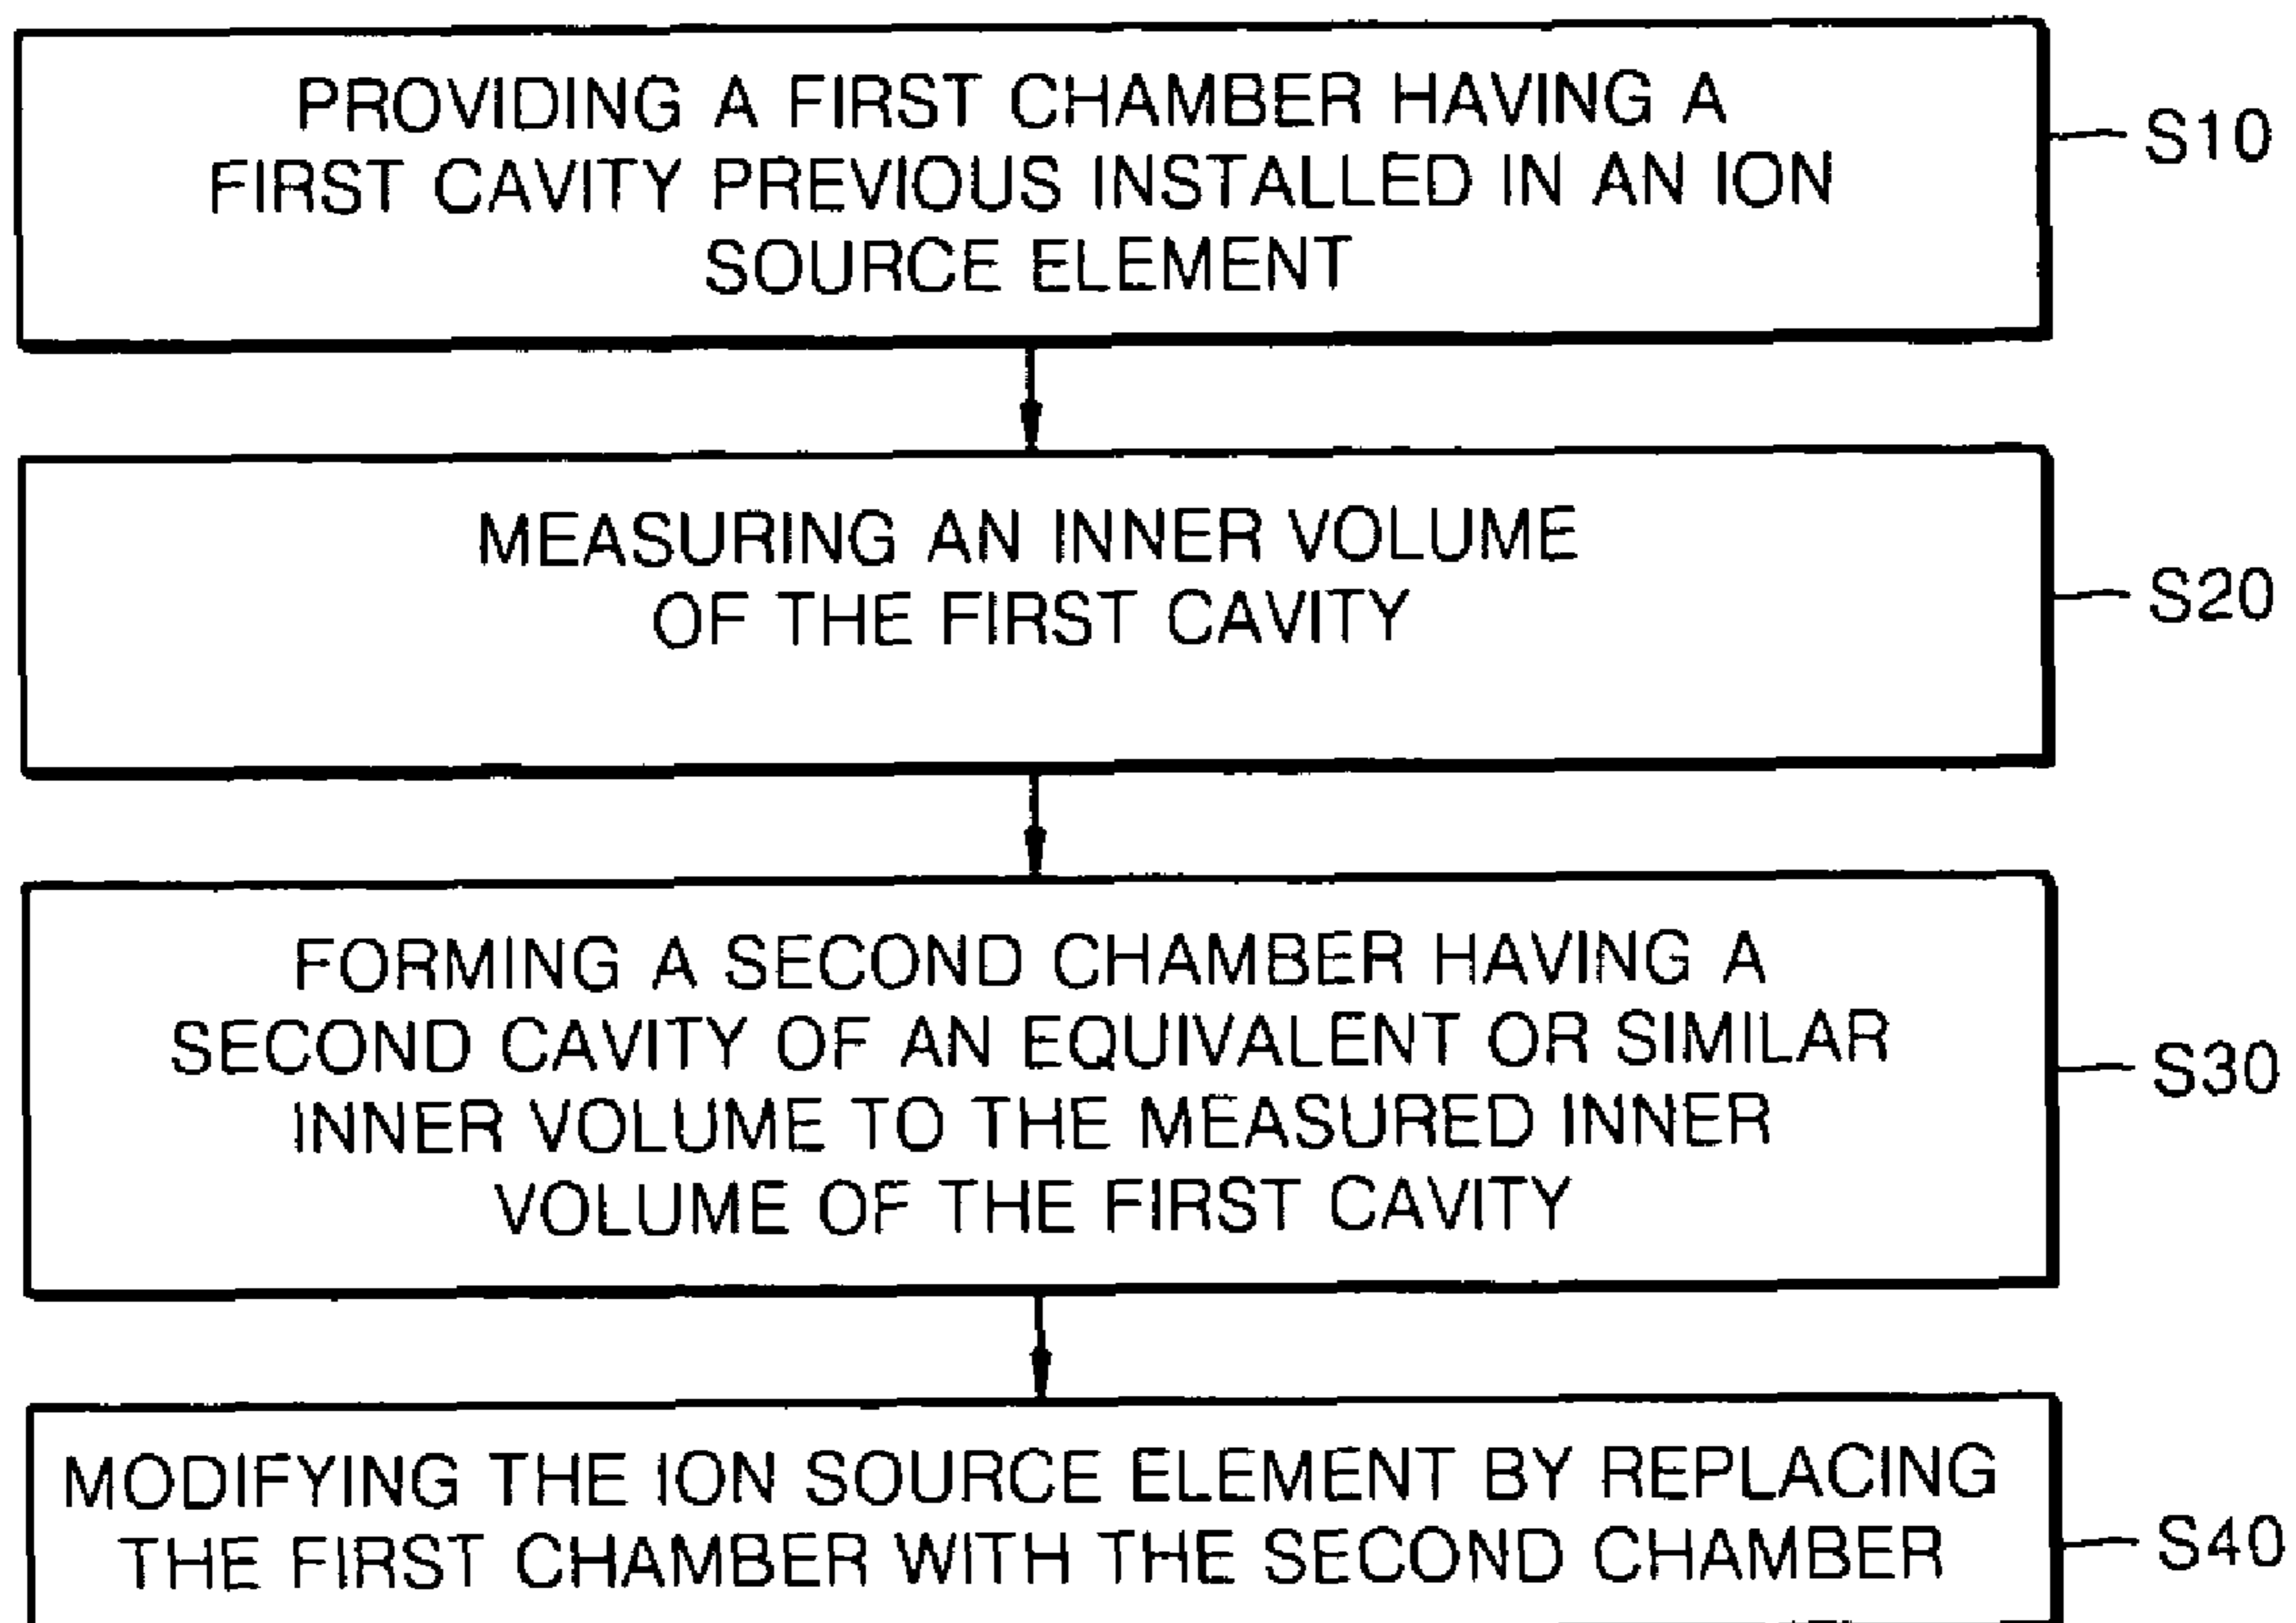 PROVIDING A FIRST CHAMBER HAVING A
FIRST CAVITY PREVIOUS INSTALLED IN AN ION
SOURCE ELEMENT
S10
MEASURING AN INNER VOLUME
OF THE FIRST CAVITY
S20
FORMING A SECOND CHAMBER HAVING A
SECOND CAVITY OF AN EQUIVALENT OR SIMILAR
INNER VOLUME TO THE MEASURED INNER
VOLUME OF THE FIRST CAVITY
S30
MODIFYING THE ION SOURCE ELEMENT BY REPLACING
THE FIRST CHAMBER WITH THE SECOND CHAMBER
S40